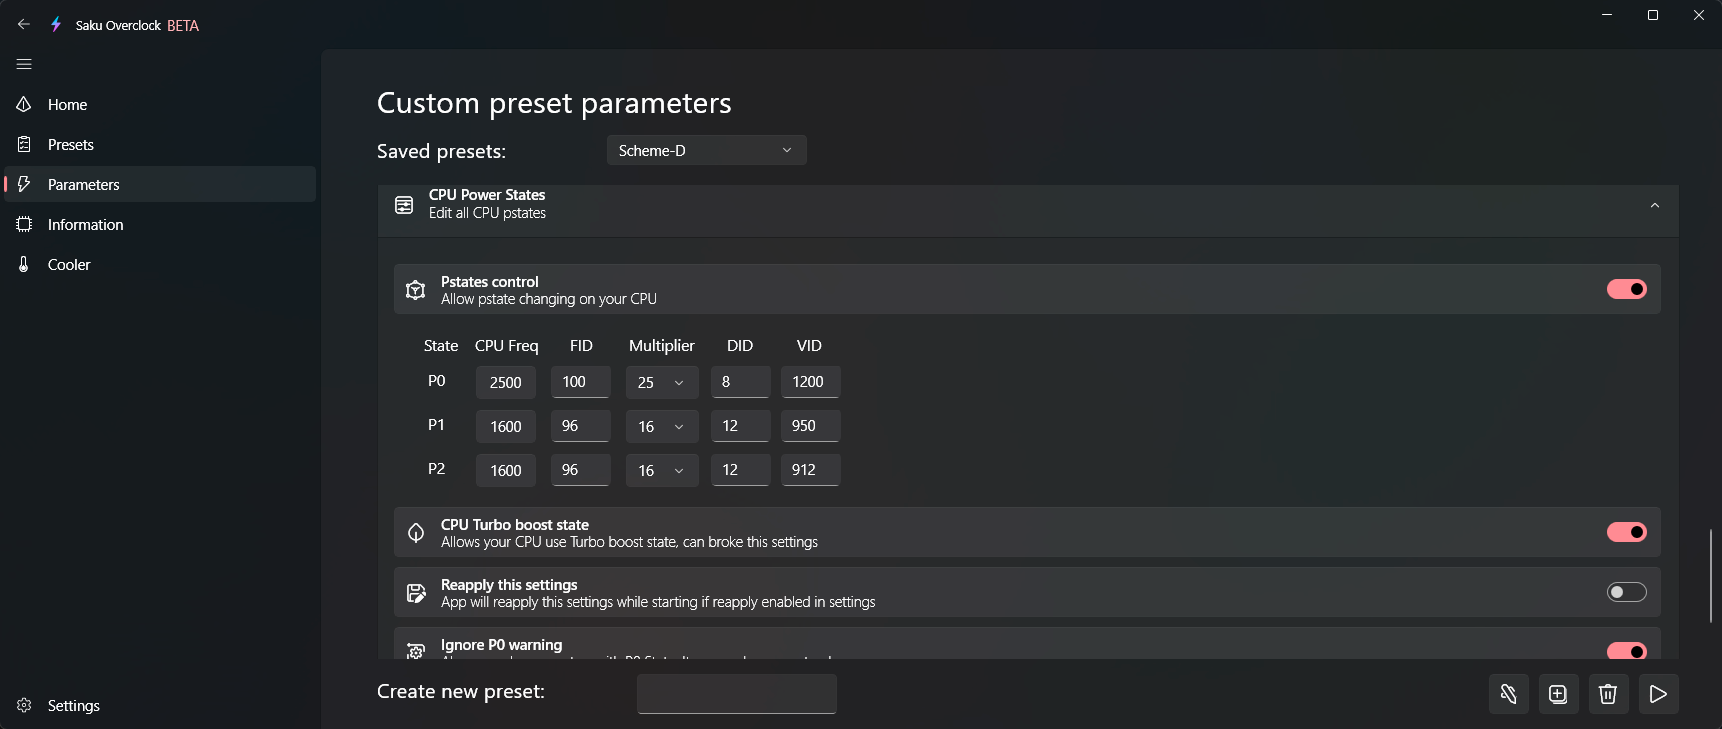 Saku Overclock BETA
Home
Presets
Parameters
Information
Cooler
Settings
Custom preset parameters
Saved presets: Scheme-D
CPU Power States
Edit all CPU pstates
Pstates control
Allow pstate changing on your CPU
State CPU Freq FID Multiplier DID VID
P0 2500 100 25 8 1200
P1 1600 96 16 12 950
P2 1600 96 16 12 912
CPU Turbo boost state
Allows your CPU use Turbo boost state, can broke this settings
Reapply this settings
App will reapply this settings while starting if reapply enabled in settings
Ignore P0 warning
Create new preset: